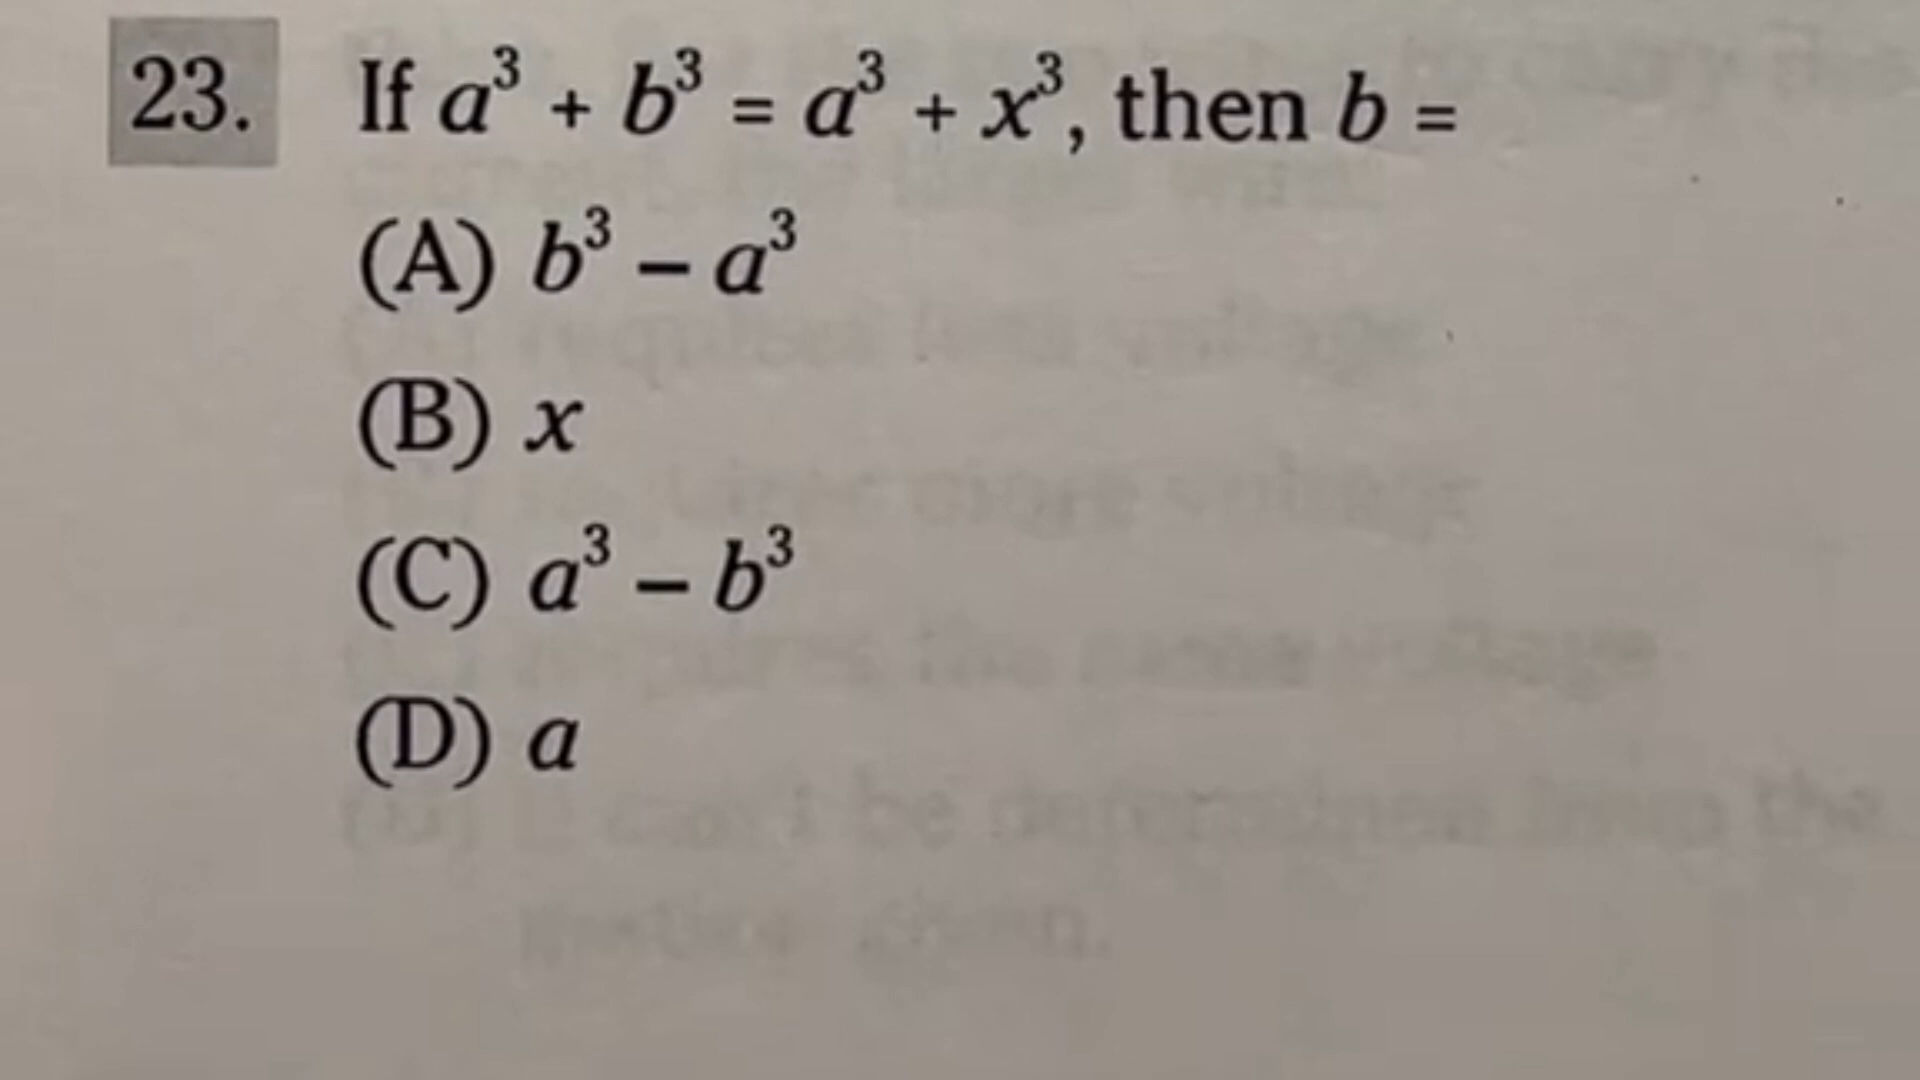 23. If a³ + b³ = a³ + x³, then b =
(A) b³ – a³
(B) x
(C) a³ – b³
(D) a